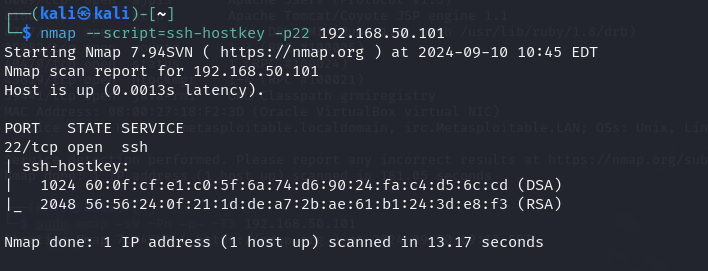 ┌──(kali㉿kali)-[~]
└─$ nmap --script=ssh-hostkey -p22 192.168.50.101
Starting Nmap 7.94SVN ( https://nmap.org ) at 2024-09-10 10:45 EDT
Nmap scan report for 192.168.50.101
Host is up (0.0013s latency).

PORT   STATE SERVICE
22/tcp open  ssh
| ssh-hostkey:
|   1024 60:0f:cf:e1:c0:5f:6a:74:d6:90:24:fa:c4:d5:6c:cd (DSA)
|_  2048 56:56:24:0f:21:1d:de:a7:2b:ae:61:b1:24:3d:e8:f3 (RSA)

Nmap done: 1 IP address (1 host up) scanned in 13.17 seconds